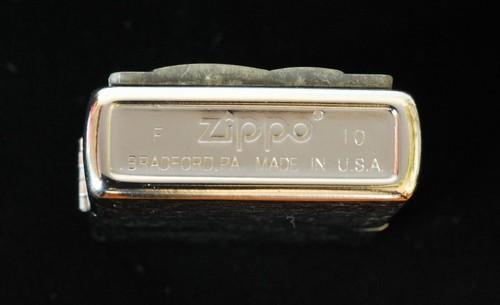 F Zippo® 10
BRADFORD, PA. MADE IN U.S.A.